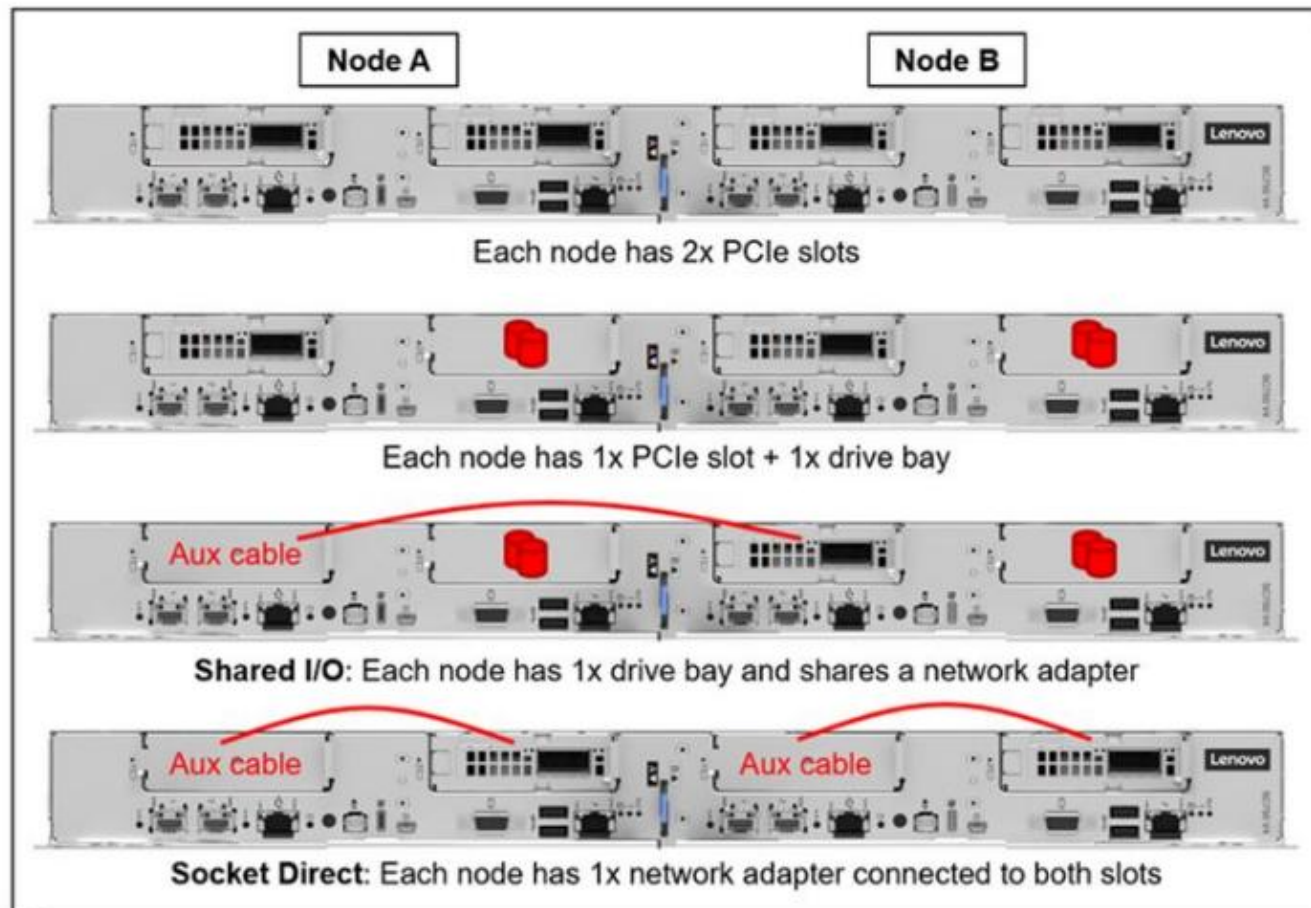 Node A
Node B
Lenovo
Each node has 2x PCIe slots
Lenovo
Each node has 1x PCIe slot + 1x drive bay
Aux cable
Lenovo
Shared I/O: Each node has 1x drive bay and shares a network adapter
Aux cable
Aux cable
Lenovo
Socket Direct: Each node has 1x network adapter connected to both slots